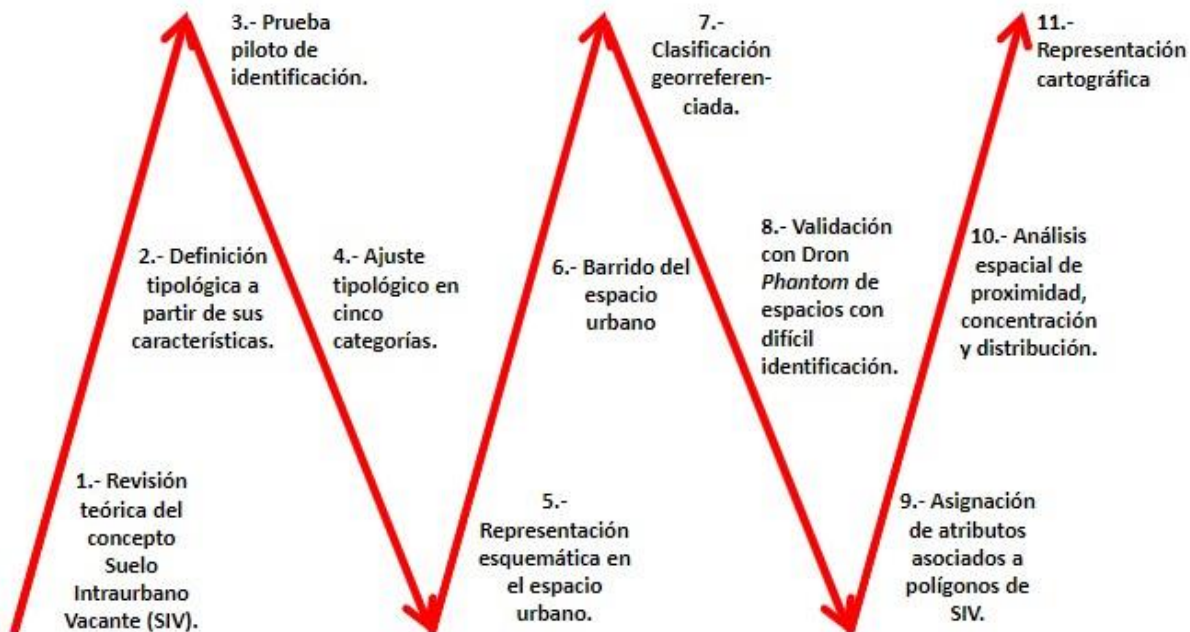 1.- Revisión
teórica del
concepto
Suelo
Intraurbano
Vacante (SIV).
2.- Definición
tipológica a
partir de sus
características.
3.- Prueba
piloto de
identificación.
4.- Ajuste
tipológico en
cinco
categorías.
5.-
Representación
esquemática en
el espacio
urbano.
6.- Barrido del
espacio
urbano
7.-
Clasificación
georreferen-
ciada.
8.- Validación
con Dron
Phantom de
espacios con
difícil
identificación.
9.- Asignación
de atributos
asociados a
polígonos de
SIV.
10.- Análisis
espacial de
proximidad,
concentración
y distribución.
11.-
Representación
cartográfica